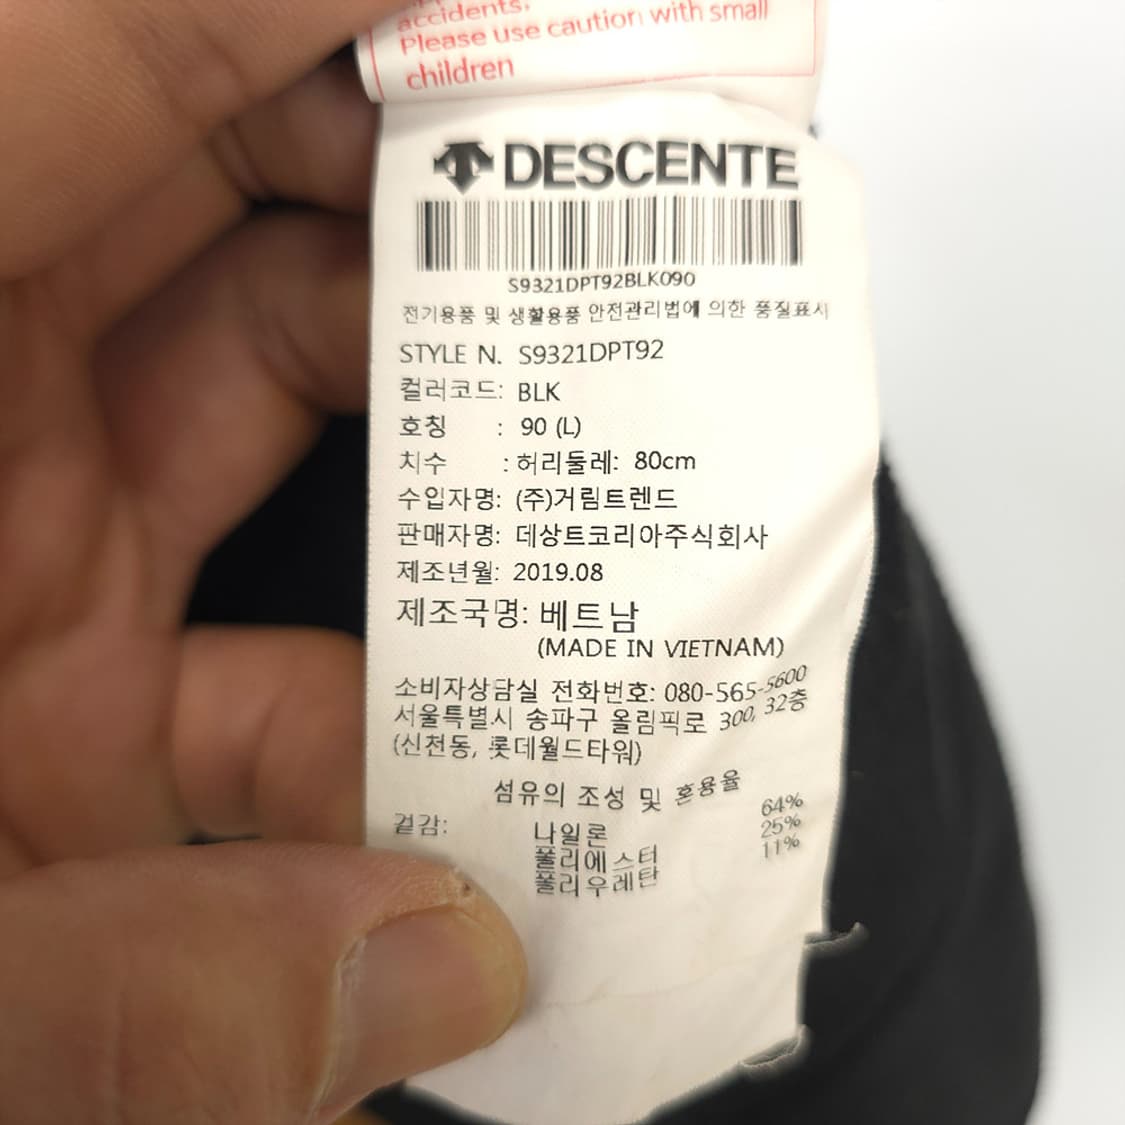 accidents.
Please use caution with small
children
DESCENTE
S9321DPT92BLK090
전기용품 및 생활용품 안전관리법에 의한 품질표시
STYLE N. S9321DPT92
컬러코드: BLK
호칭 : 90 (L)
치수 : 허리둘레: 80cm
수입자명: (주)거림트렌드
판매자명: 데상트코리아주식회사
제조년월: 2019.08
제조국명: 베트남
(MADE IN VIETNAM)
소비자상담실 전화번호: 080-565-5600
서울특별시 송파구 올림픽로 300, 32층
(신천동, 롯데월드타워)
섬유의 조성 및 혼용율
겉감: 나일론 64%
폴리에스터 25%
폴리우레탄 11%